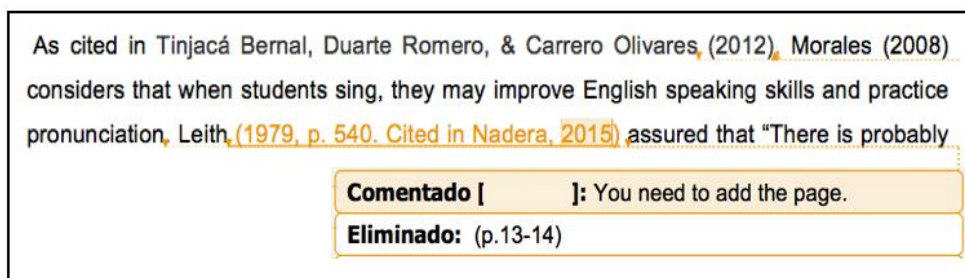 As cited in Tinjacá Bernal, Duarte Romero, & Carrero Olivares (2012), Morales (2008)
considers that when students sing, they may improve English speaking skills and practice
pronunciation. Leith (1979, p. 540. Cited in Nadera, 2015) assured that “There is probably
Comentado [ ]: You need to add the page.
Eliminado: (p.13-14)